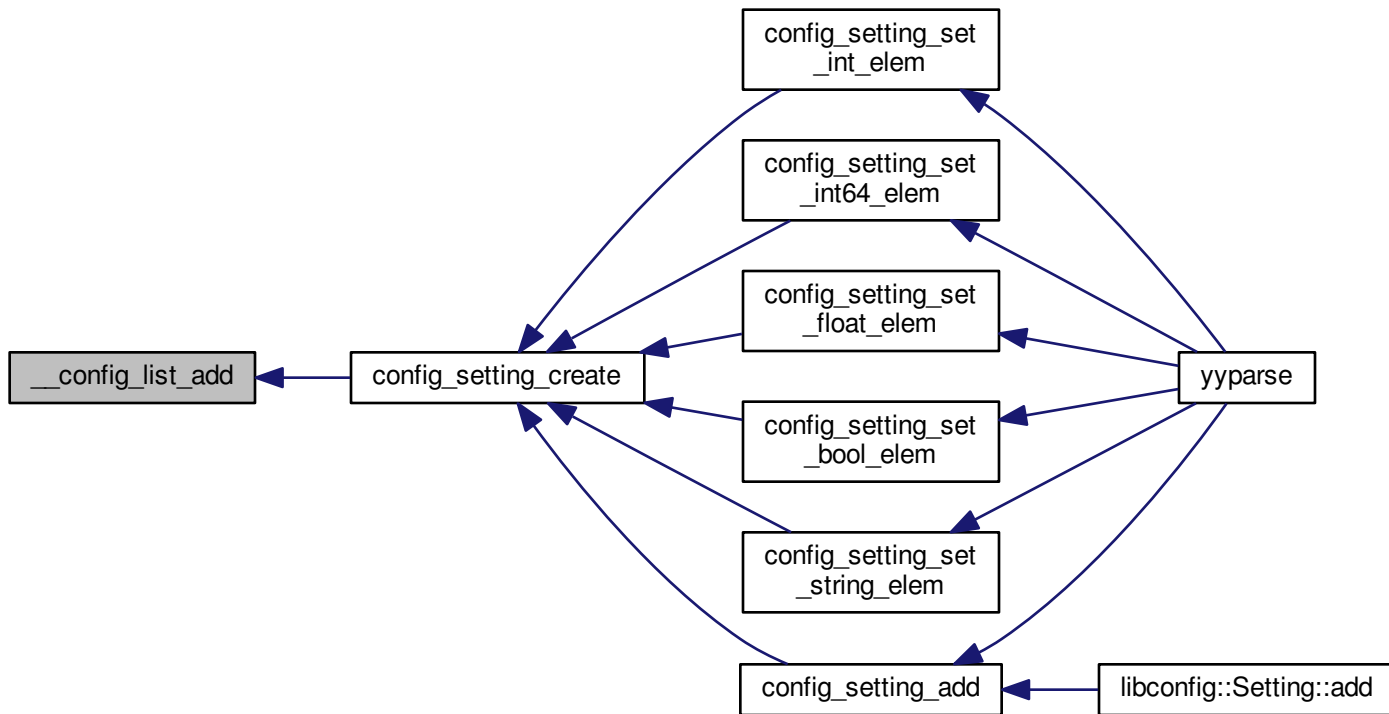 config_setting_set
_int_elem
config_setting_set
_int64_elem
config_setting_set
_float_elem
__config_list_add
config_setting_create
yyparse
config_setting_set
_bool_elem
config_setting_set
_string_elem
config_setting_add
libconfig::Setting::add